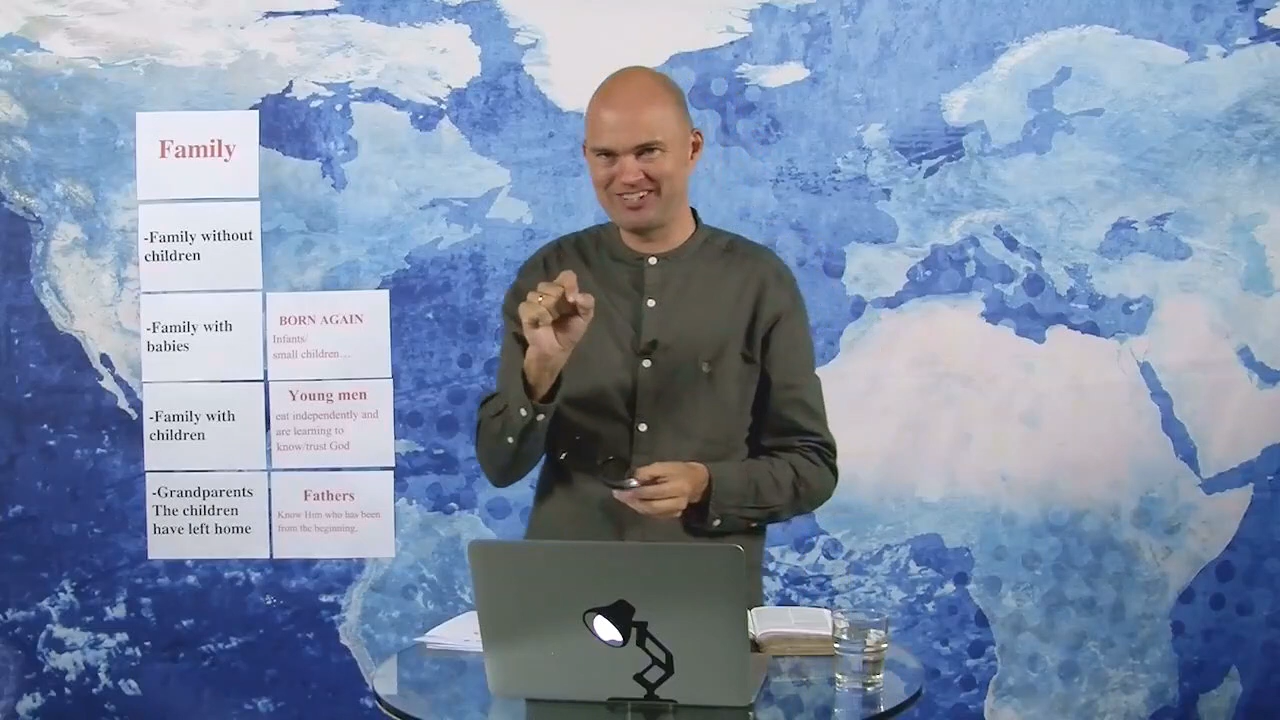 Family
-Family without
children
-Family with
babies
BORN AGAIN
Infants/
small children...
-Family with
children
Young men
eat independently and
are learning to
know/trust God
-Grandparents
The children
have left home
Fathers
Know Him who has been
from the beginning.